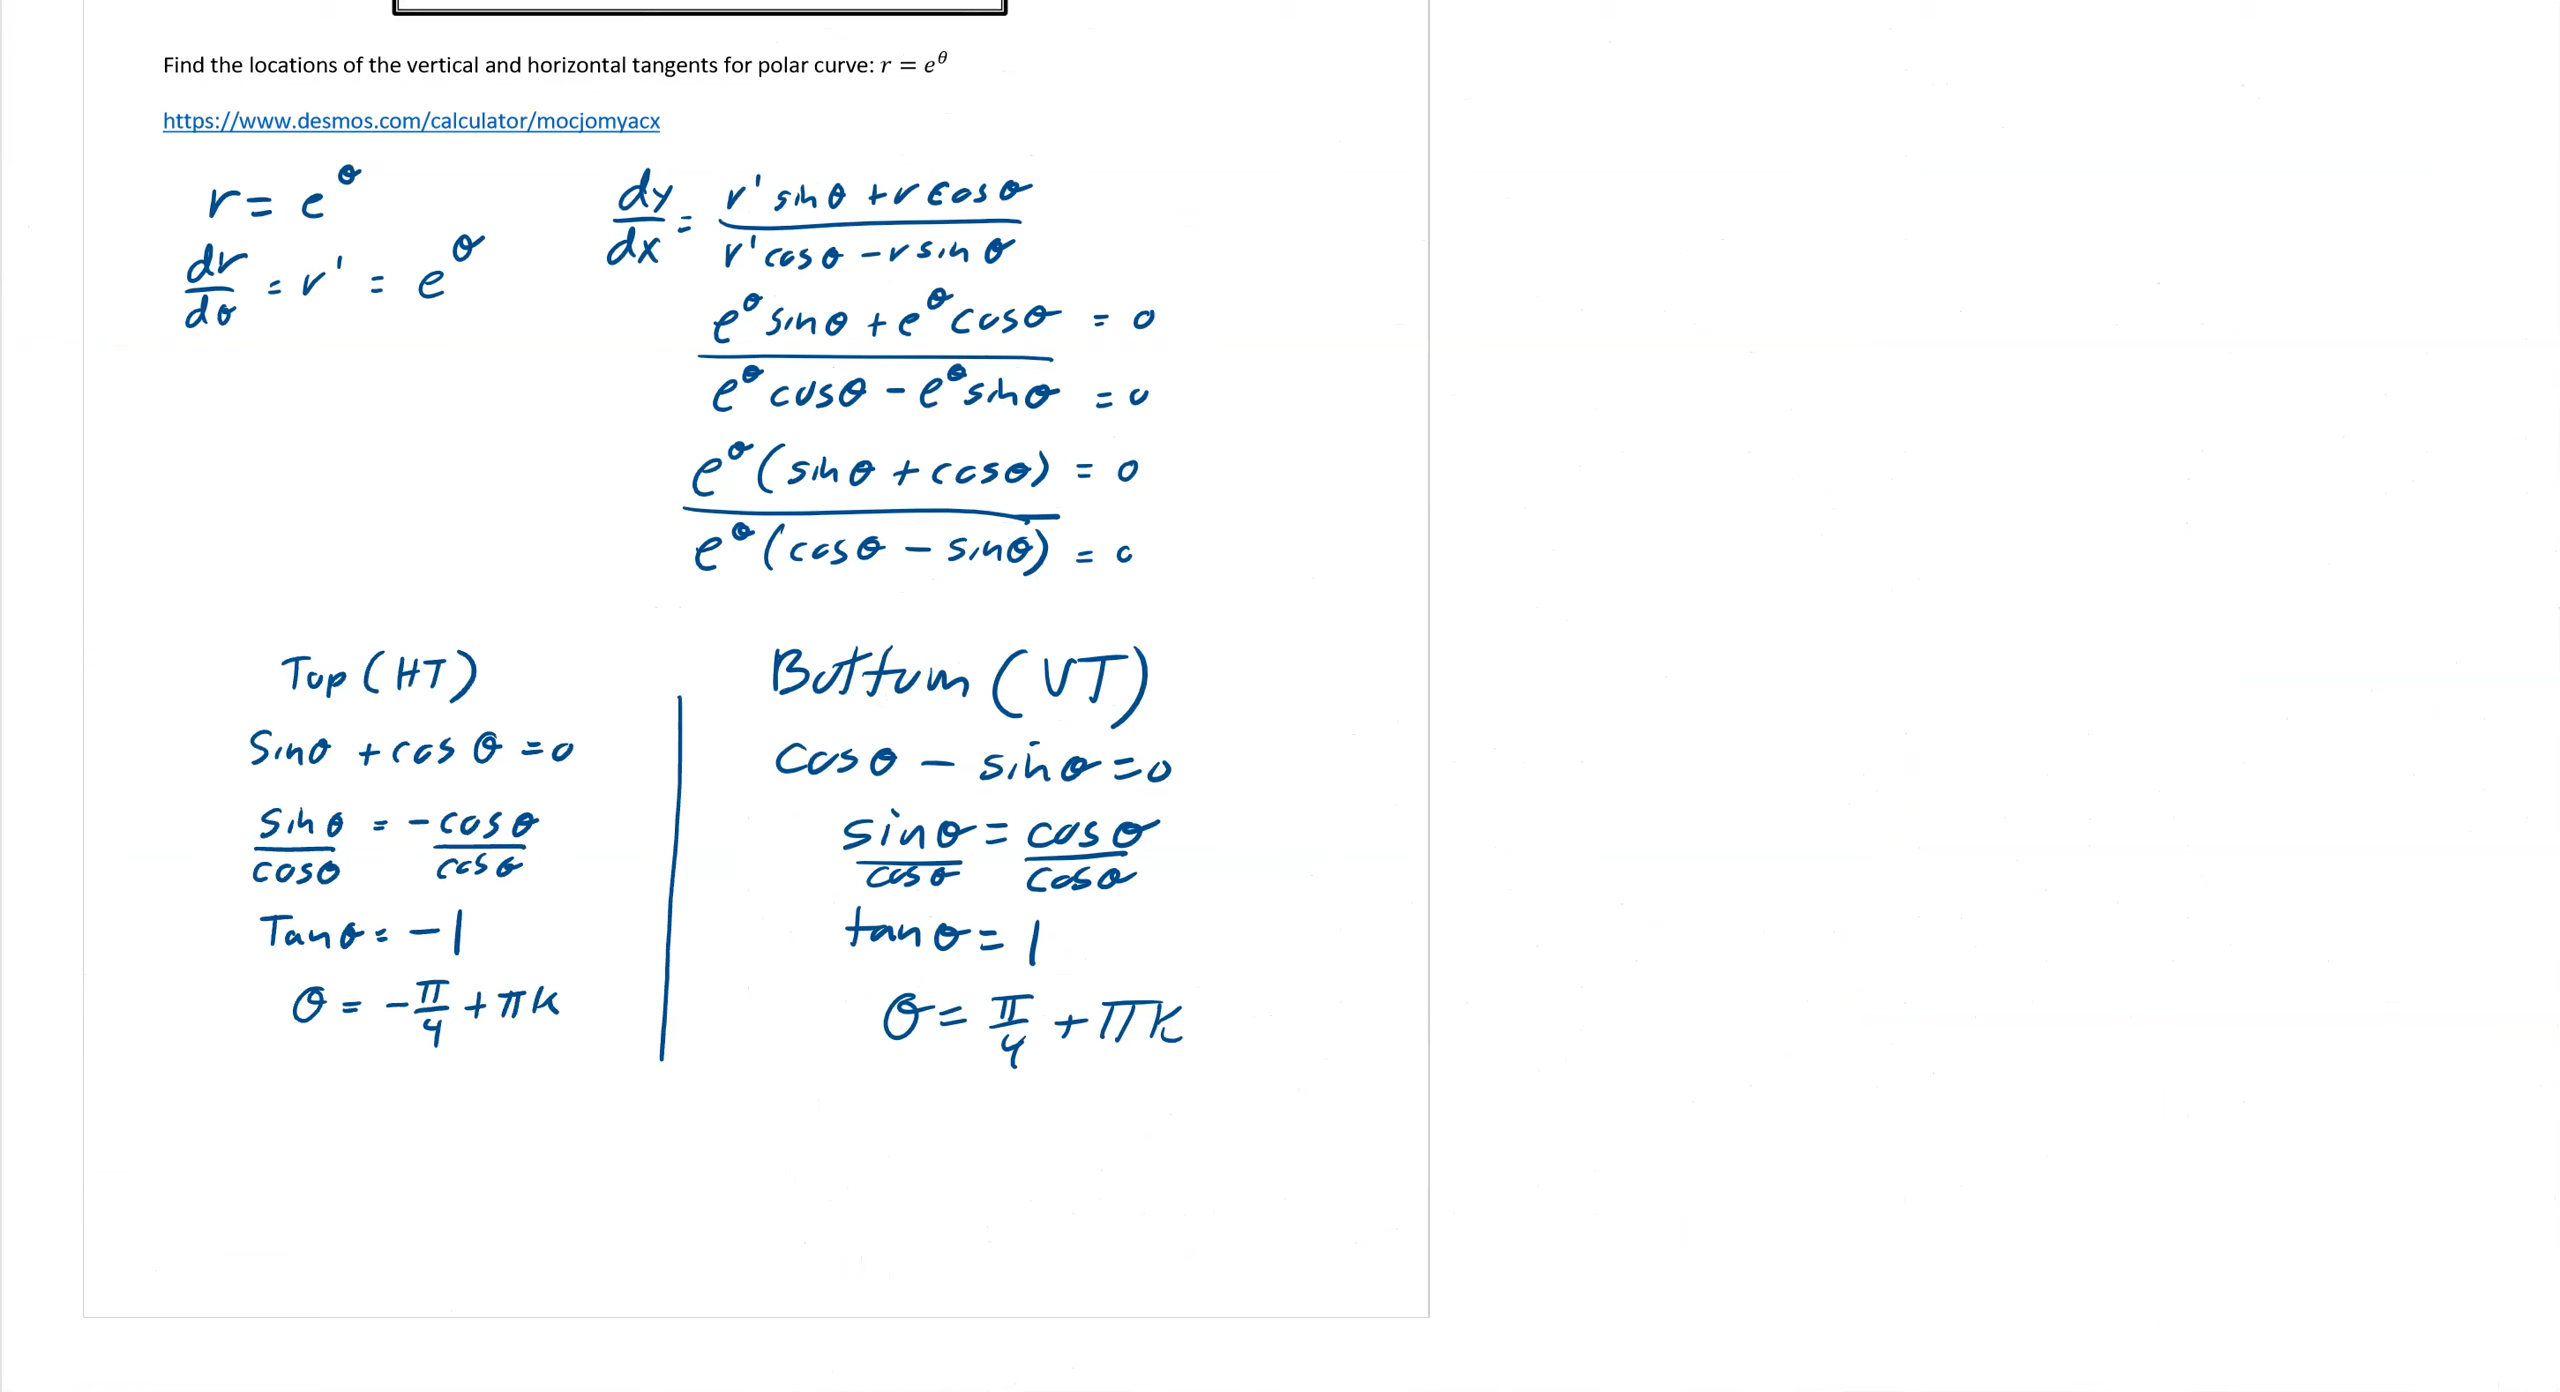 Find the locations of the vertical and horizontal tangents for polar curve: r = e^θ
https://www.desmos.com/calculator/mocjomyacx
r = e^θ
dr/dθ = r' = e^θ
dy/dx = (r' sin θ + r cos θ)/(r' cos θ − r sin θ)
e^θ sin θ + e^θ cos θ = 0
e^θ cos θ − e^θ sin θ = 0
e^θ (sin θ + cos θ) = 0
e^θ (cos θ − sin θ) = 0
Top (HT)
Sin θ + cos θ = 0
sin θ/cos θ = −cos θ/cos θ
Tan θ = −1
θ = −π/4 + πk
Bottom (VT)
cos θ − sin θ = 0
sin θ/cos θ = cos θ/cos θ
tan θ = 1
θ = π/4 + πk